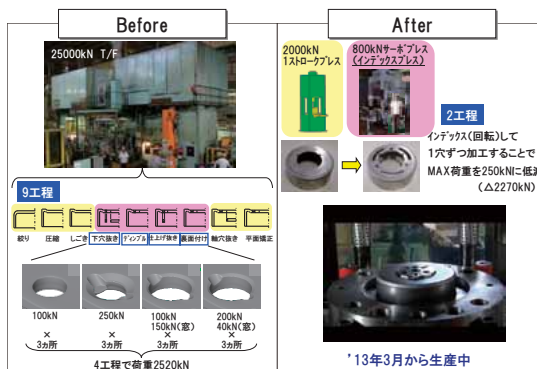 Before
25000kN T/F
9工程
絞り
圧縮
しごき
下穴抜き
ディンプル
仕上げ抜き
裏面付け
軸穴抜き
平面矯正
100kN
×
3ヵ所
250kN
×
3ヵ所
100kN
150kN(窓)
×
3ヵ所
200kN
40kN(窓)
×
3ヵ所
4工程で荷重2520kN
After
2000kN
1ストロークプレス
800kNサーボプレス
(インデックスプレス)
2工程
インデックス(回転)して
1穴ずつ加工することで
MAX荷重を250kNに低減
(△2270kN)
'13年3月から生産中